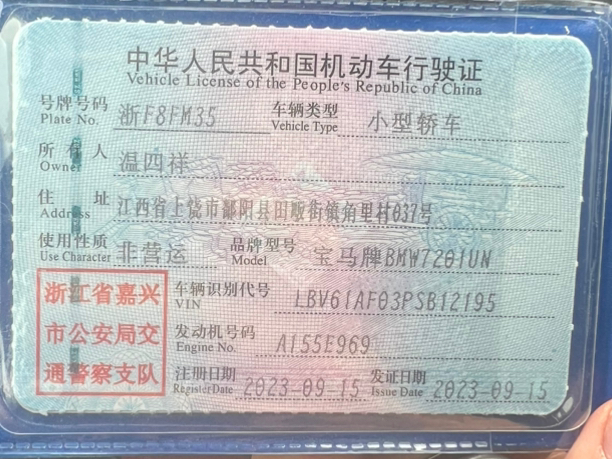 中华人民共和国机动车行驶证
Vehicle License of the People's Republic of China
号牌号码 浙F8FM35 车辆类型 小型轿车
Plate No. Vehicle Type
所有人 温四祥
Owner
住址 江西省上饶市鄱阳县田畈街镇角里村037号
Address
使用性质 非营运 品牌型号 宝马牌BMW7201UN
Use Character Model
浙江省嘉兴
市公安局交
通警察支队
车辆识别代号 LBV61AF03PSB12195
VIN
发动机号码 A155E969
Engine No.
注册日期 2023-09-15 发证日期 2023-09-15
Register Date Issue Date